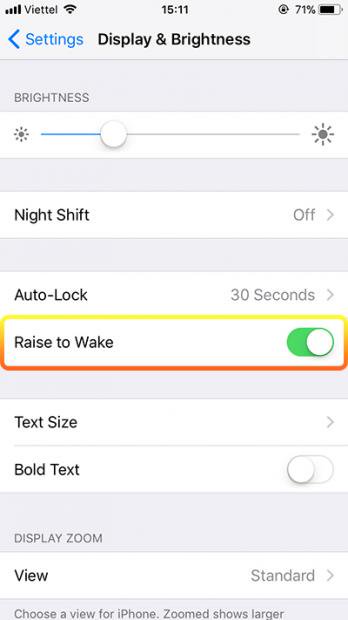 Viettel 15:11 71%
Settings Display & Brightness
BRIGHTNESS
Night Shift Off
Auto-Lock 30 Seconds
Raise to Wake
Text Size
Bold Text
DISPLAY ZOOM
View Standard
Choose a view for iPhone. Zoomed shows larger